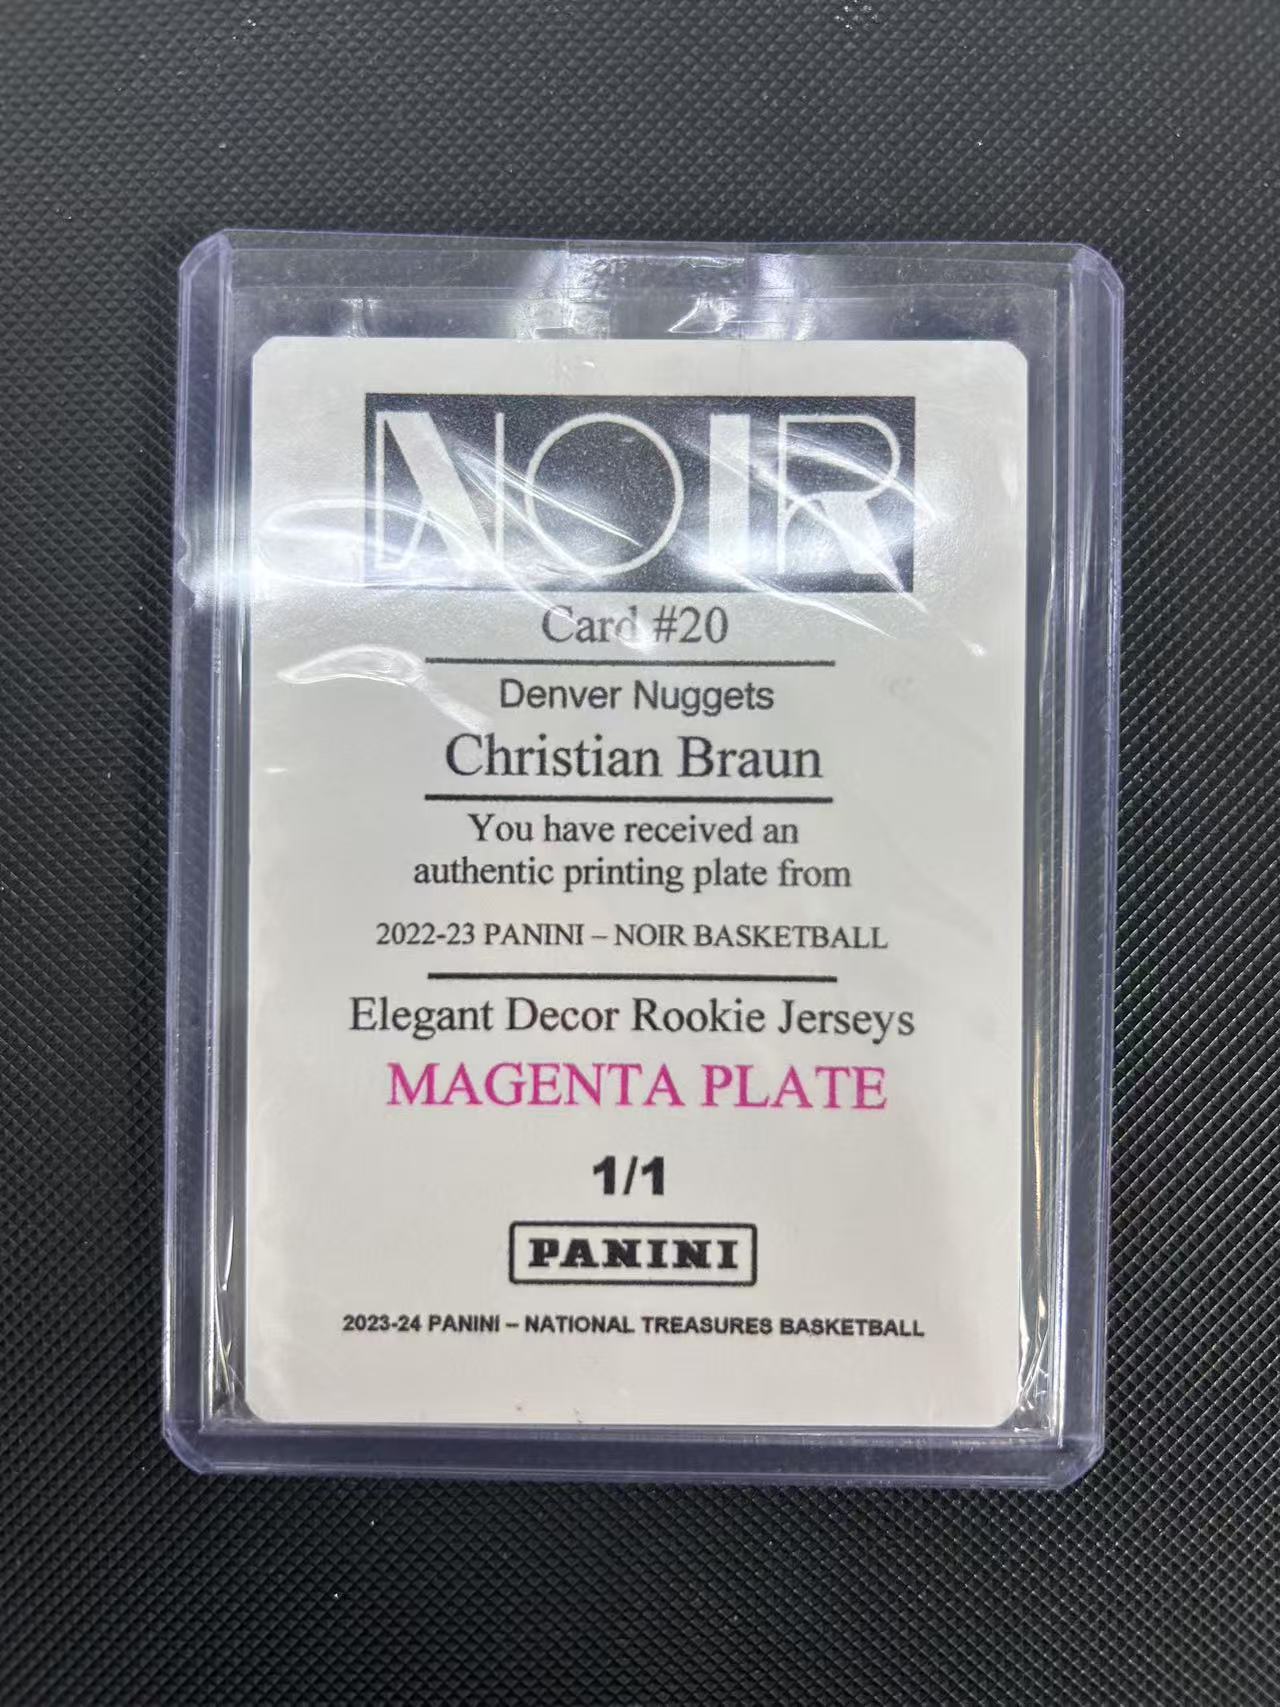 NOIR
Card #20
Denver Nuggets
Christian Braun
You have received an
authentic printing plate from
2022-23 PANINI – NOIR BASKETBALL
Elegant Decor Rookie Jerseys
MAGENTA PLATE
1/1
PANINI
2023-24 PANINI – NATIONAL TREASURES BASKETBALL